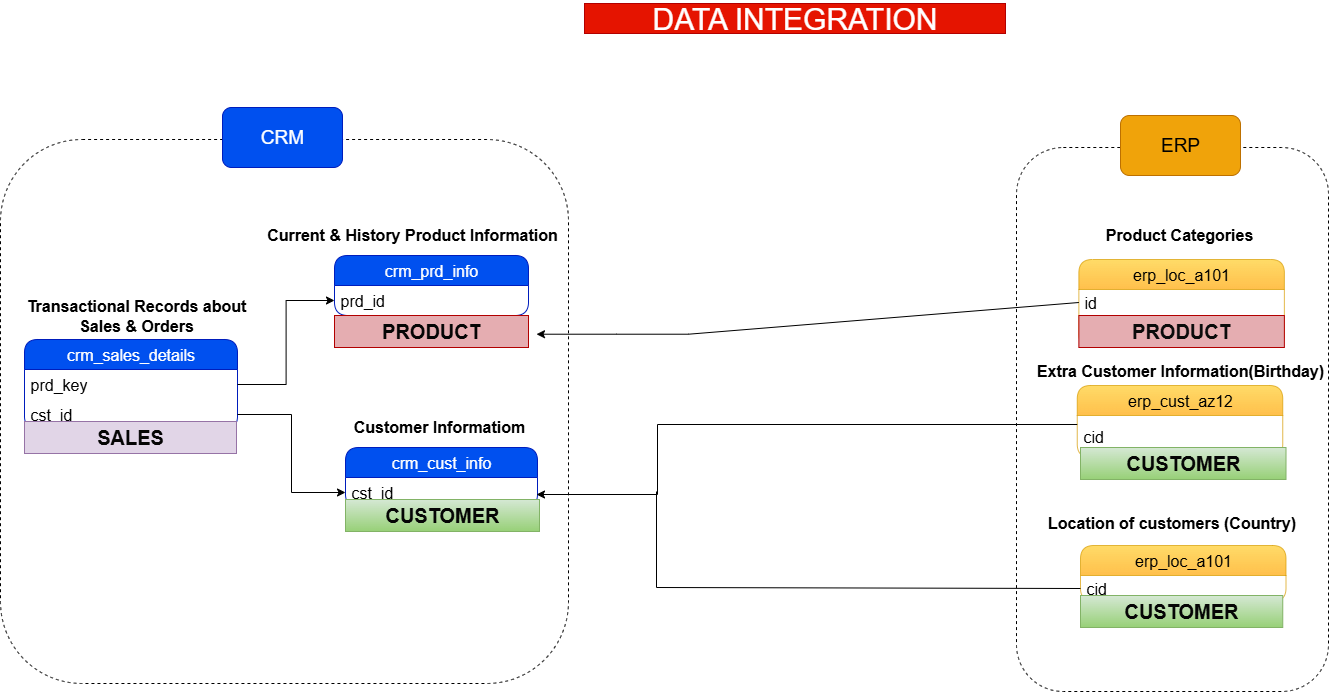 DATA INTEGRATION
CRM
ERP
Current & History Product Information
crm_prd_info
prd_id
PRODUCT
Transactional Records about
Sales & Orders
crm_sales_details
prd_key
cst_id
SALES
Customer Informatiom
crm_cust_info
cst_id
CUSTOMER
Product Categories
erp_loc_a101
id
PRODUCT
Extra Customer Information(Birthday)
erp_cust_az12
cid
CUSTOMER
Location of customers (Country)
erp_loc_a101
cid
CUSTOMER